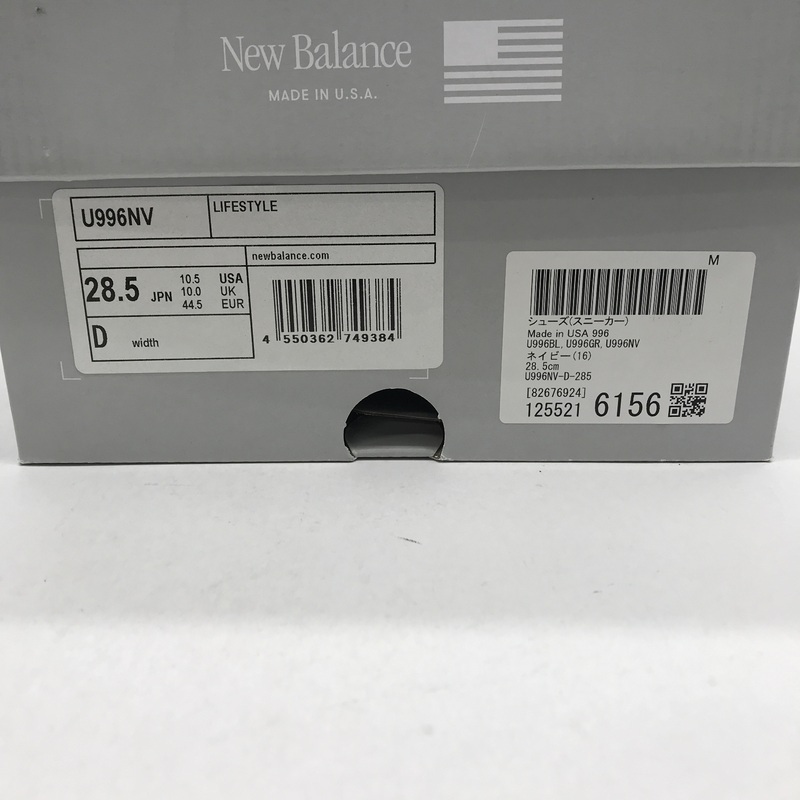 New Balance
MADE IN U.S.A.
U996NV
LIFESTYLE
newbalance.com
28.5 JPN
10.5 USA
10.0 UK
44.5 EUR
D width
4 550362 749384
M
シューズ(スニーカー)
Made in USA 996
U996BL, U996GR, U996NV
ネイビー(16)
28.5cm
U996NV-D-285
[82676924]
125521 6156